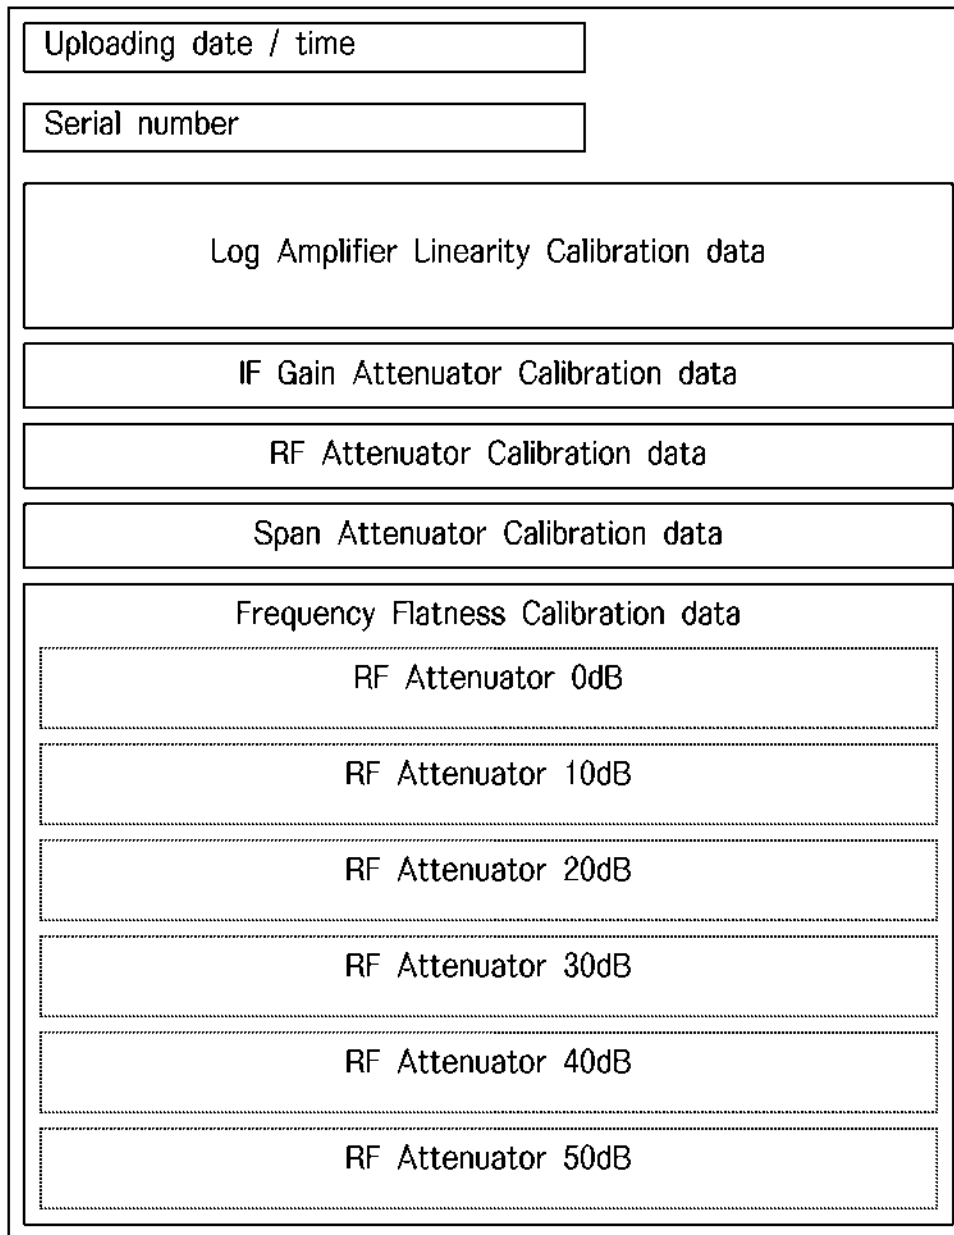 Uploading date / time
Serial number
Log Amplifier Linearity Calibration data
IF Gain Attenuator Calibration data
RF Attenuator Calibration data
Span Attenuator Calibration data
Frequency Flatness Calibration data
RF Attenuator 0dB
RF Attenuator 10dB
RF Attenuator 20dB
RF Attenuator 30dB
RF Attenuator 40dB
RF Attenuator 50dB